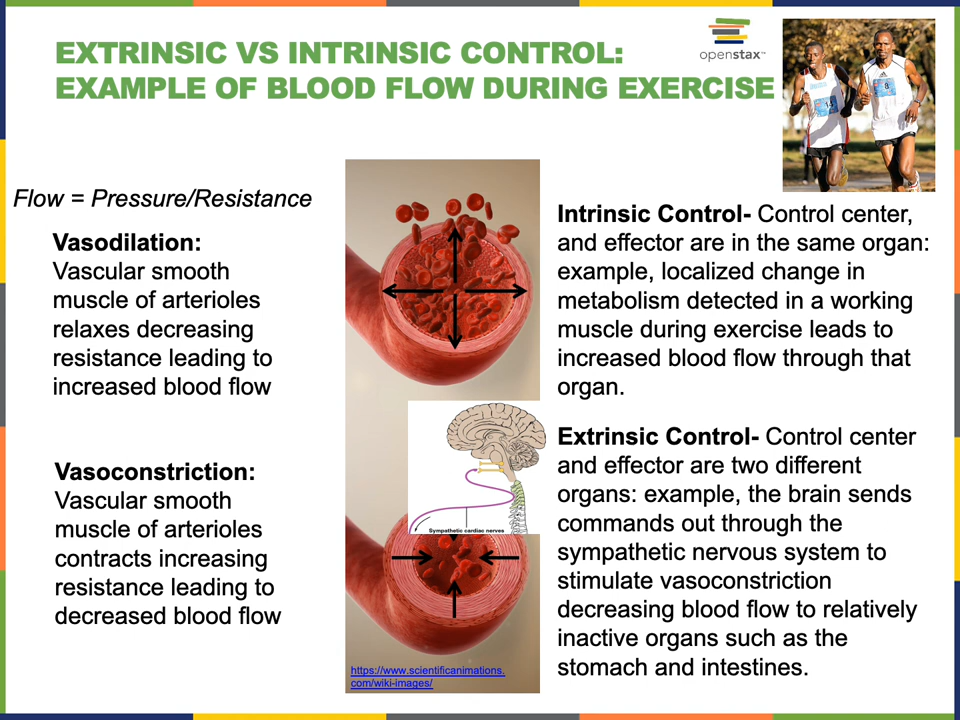 EXTRINSIC VS INTRINSIC CONTROL:
EXAMPLE OF BLOOD FLOW DURING EXERCISE
openstax™
Flow = Pressure/Resistance
Vasodilation:
Vascular smooth
muscle of arterioles
relaxes decreasing
resistance leading to
increased blood flow
Vasoconstriction:
Vascular smooth
muscle of arterioles
contracts increasing
resistance leading to
decreased blood flow
Sympathetic cardiac nerves
https://www.scientificanimations.
com/wiki-images/
Intrinsic Control- Control center,
and effector are in the same organ:
example, localized change in
metabolism detected in a working
muscle during exercise leads to
increased blood flow through that
organ.
Extrinsic Control- Control center
and effector are two different
organs: example, the brain sends
commands out through the
sympathetic nervous system to
stimulate vasoconstriction
decreasing blood flow to relatively
inactive organs such as the
stomach and intestines.